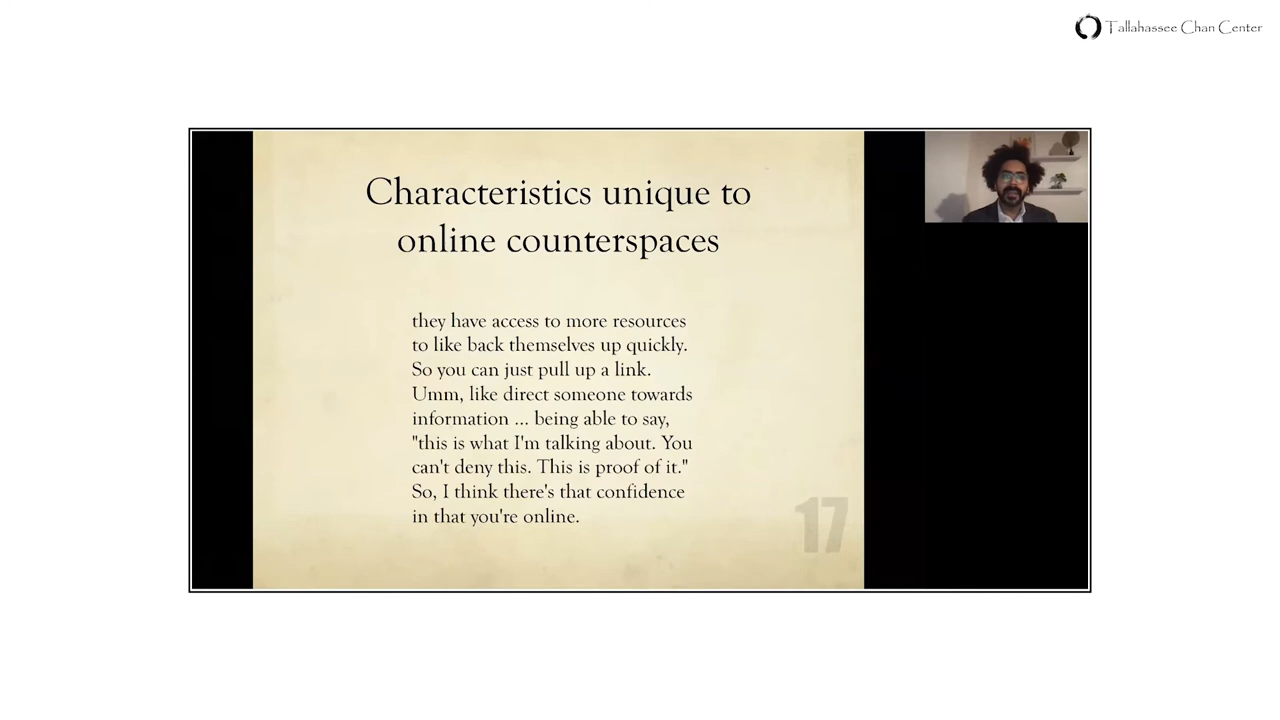 Tallahassee Chan Center
Characteristics unique to
online counterspaces
they have access to more resources
to like back themselves up quickly.
So you can just pull up a link.
Umm, like direct someone towards
information ... being able to say,
"this is what I'm talking about. You
can't deny this. This is proof of it."
So, I think there's that confidence
in that you're online.
17